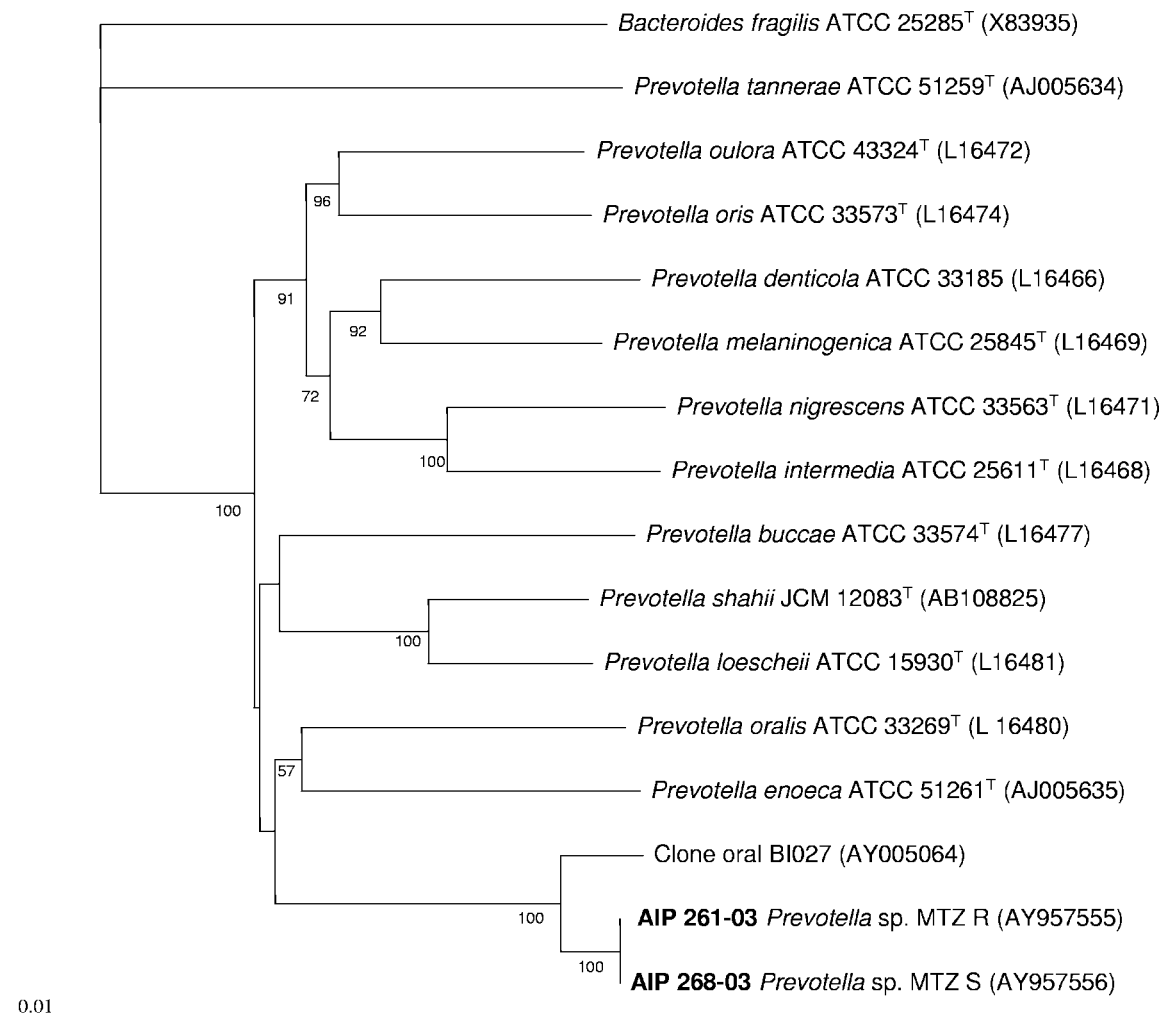 Bacteroides fragilis ATCC 25285T (X83935)
Prevotella tannerae ATCC 51259T (AJ005634)
Prevotella oulora ATCC 43324T (L16472)
96
Prevotella oris ATCC 33573T (L16474)
Prevotella denticola ATCC 33185 (L16466)
91
92
Prevotella melaninogenica ATCC 25845T (L16469)
72
Prevotella nigrescens ATCC 33563T (L16471)
100
Prevotella intermedia ATCC 25611T (L16468)
100
Prevotella buccae ATCC 33574T (L16477)
Prevotella shahii JCM 12083T (AB108825)
100
Prevotella loescheii ATCC 15930T (L16481)
Prevotella oralis ATCC 33269T (L 16480)
57
Prevotella enoeca ATCC 51261T (AJ005635)
Clone oral BI027 (AY005064)
100
AIP 261-03 Prevotella sp. MTZ R (AY957555)
100
AIP 268-03 Prevotella sp. MTZ S (AY957556)
0.01